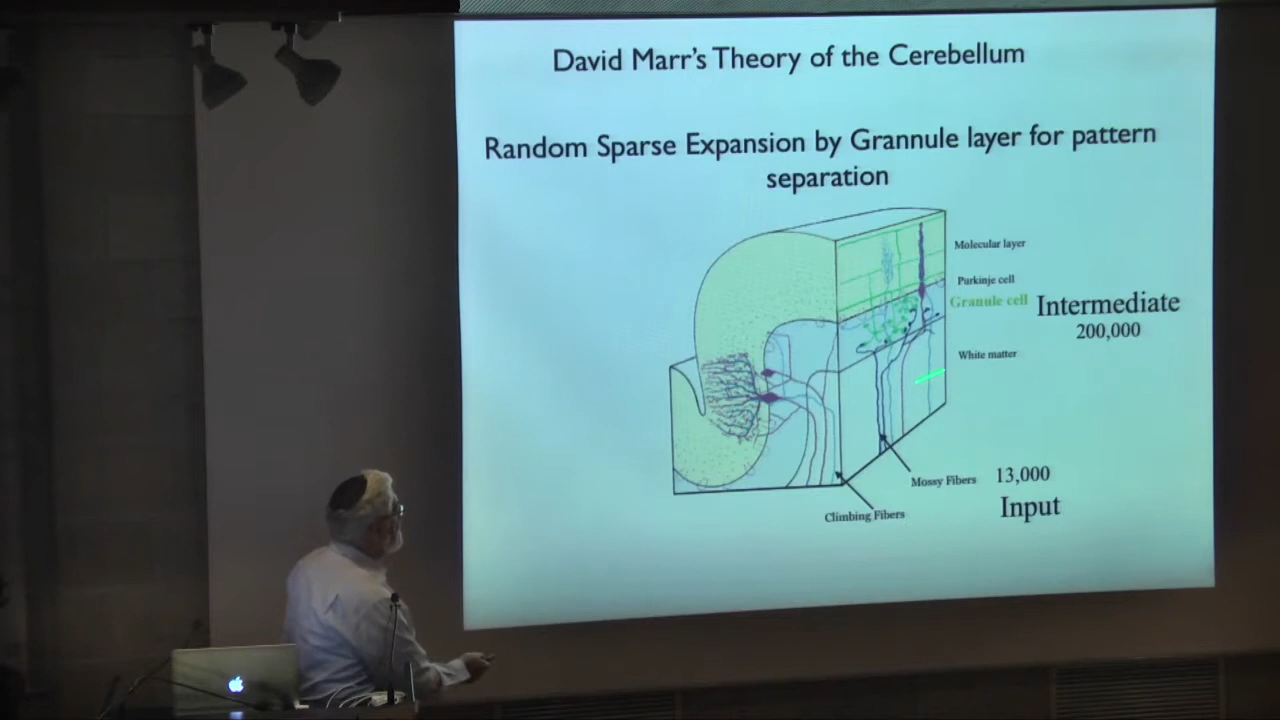 David Marr's Theory of the Cerebellum
Random Sparse Expansion by Grannule layer for pattern
separation
Molecular layer
Purkinje cell
Granule cell
Intermediate
200,000
White matter
Mossy Fibers
13,000
Input
Climbing Fibers